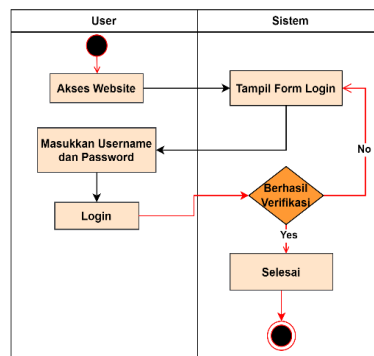 User
Sistem
Akses Website
Tampil Form Login
Masukkan Username
dan Password
No
Berhasil
Verifikasi
Login
Yes
Selesai